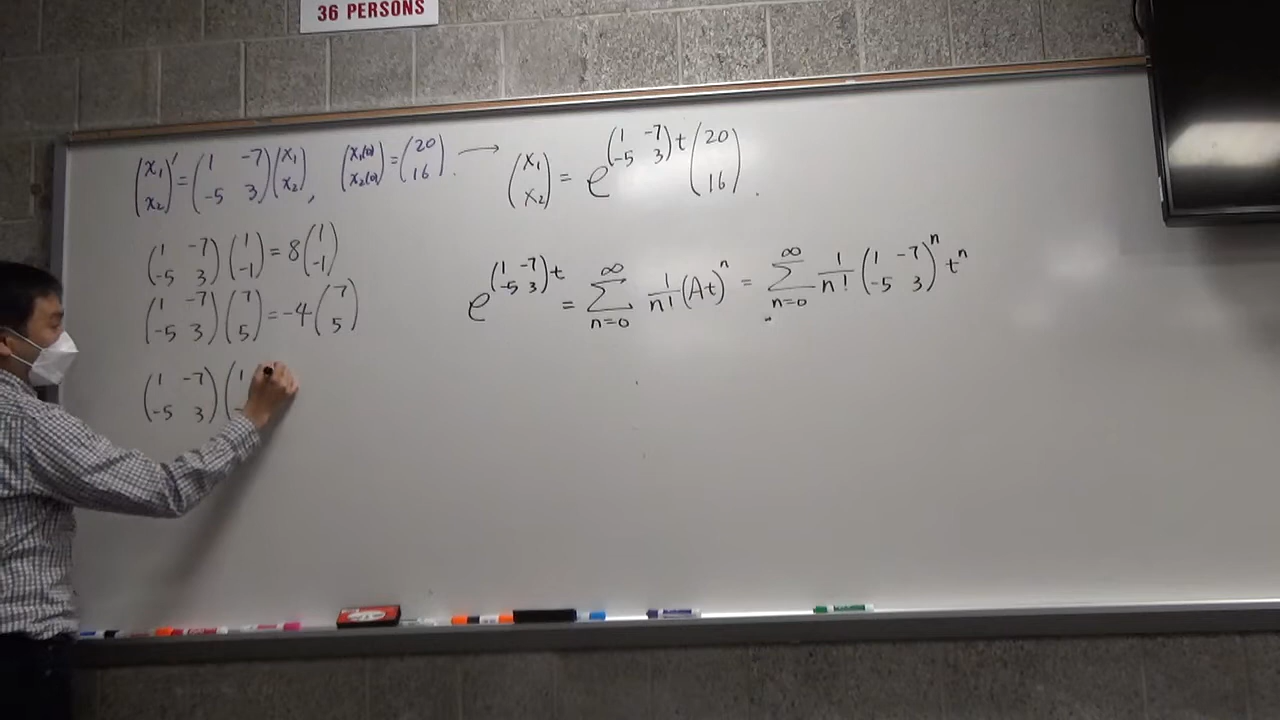 36 PERSONS
(x₁ x₂)' = (1 -7 -5 3)(x₁ x₂), (x₁(0) x₂(0)) = (20 16). → (x₁ x₂) = e^(1 -7 -5 3)t (20 16).
(1 -7 -5 3)(1 -1) = 8(1 -1)
e^(1 -7 -5 3)t = ∑ n=0 ∞ 1/n! (At)ⁿ = ∑ n=0 ∞ 1/n! (1 -7 -5 3)ⁿ tⁿ
(1 -7 -5 3)(7 5) = -4(7 5)
(1 -7 -5 3)(1 -